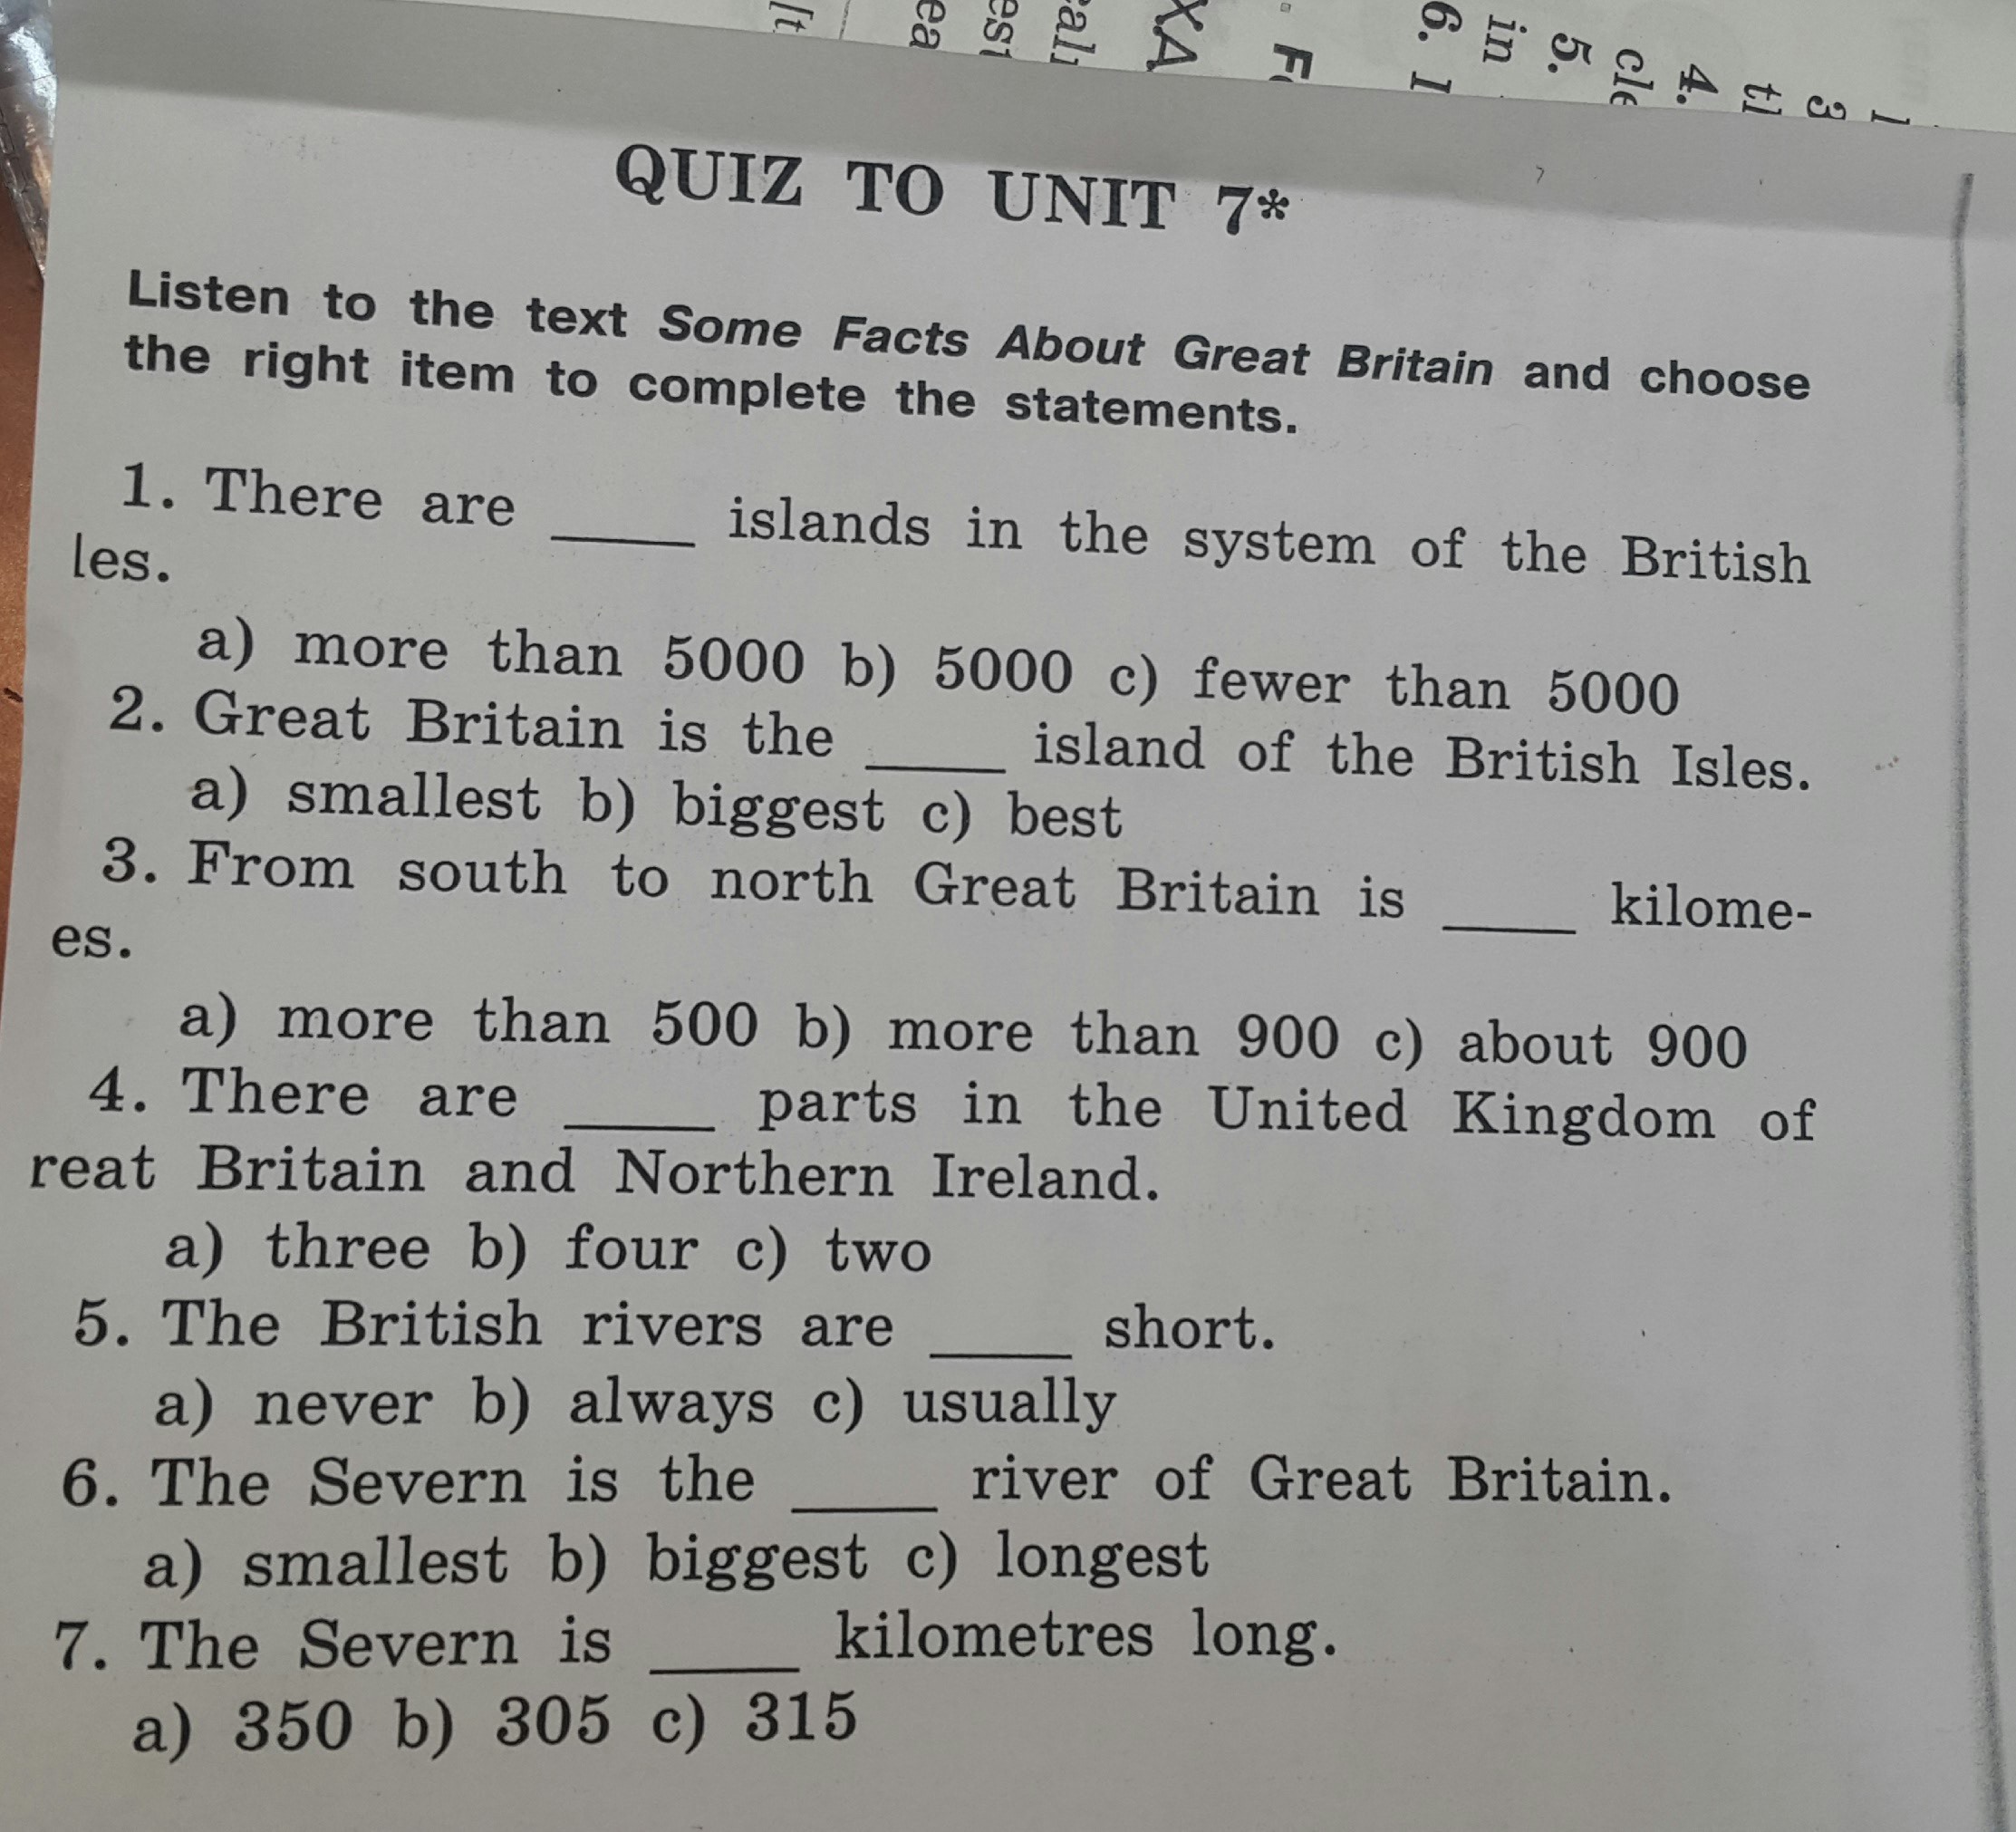 QUIZ TO UNIT 7*
Listen to the text Some Facts About Great Britain and choose
the right item to complete the statements.
1. There are ____ islands in the system of the British
les.
a) more than 5000 b) 5000 c) fewer than 5000
2. Great Britain is the ____ island of the British Isles.
a) smallest b) biggest c) best
3. From south to north Great Britain is ____ kilome-
es.
a) more than 500 b) more than 900 c) about 900
4. There are ____ parts in the United Kingdom of
reat Britain and Northern Ireland.
a) three b) four c) two
5. The British rivers are ____ short.
a) never b) always c) usually
6. The Severn is the ____ river of Great Britain.
a) smallest b) biggest c) longest
7. The Severn is ____ kilometres long.
a) 350 b) 305 c) 315